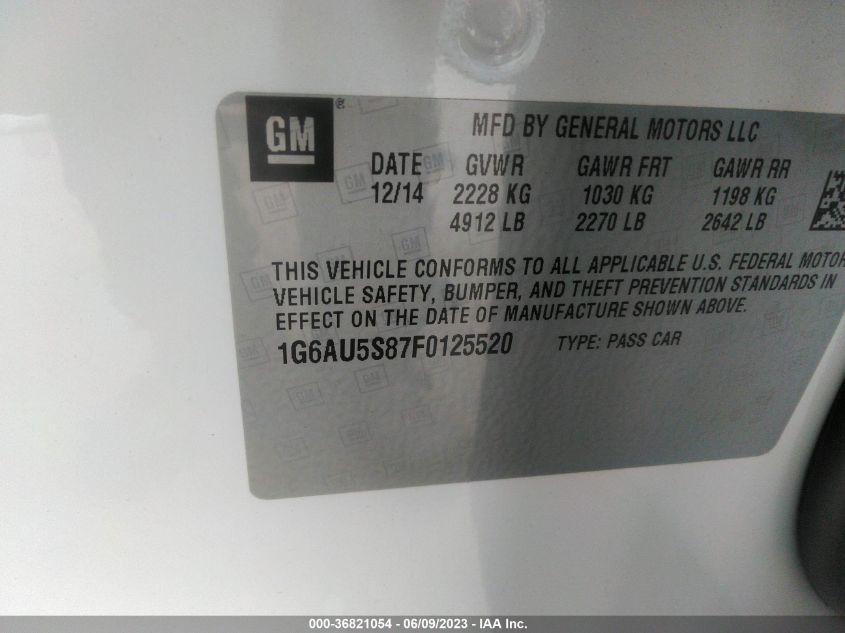 GM ®
MFD BY GENERAL MOTORS LLC
DATE GVWR GAWR FRT GAWR RR
12/14 2228 KG 1030 KG 1198 KG
4912 LB 2270 LB 2642 LB
THIS VEHICLE CONFORMS TO ALL APPLICABLE U.S. FEDERAL MOTOR
VEHICLE SAFETY, BUMPER, AND THEFT PREVENTION STANDARDS IN
EFFECT ON THE DATE OF MANUFACTURE SHOWN ABOVE.
1G6AU5S87F0125520 TYPE: PASS CAR
000-36821054 - 06/09/2023 - IAA Inc.